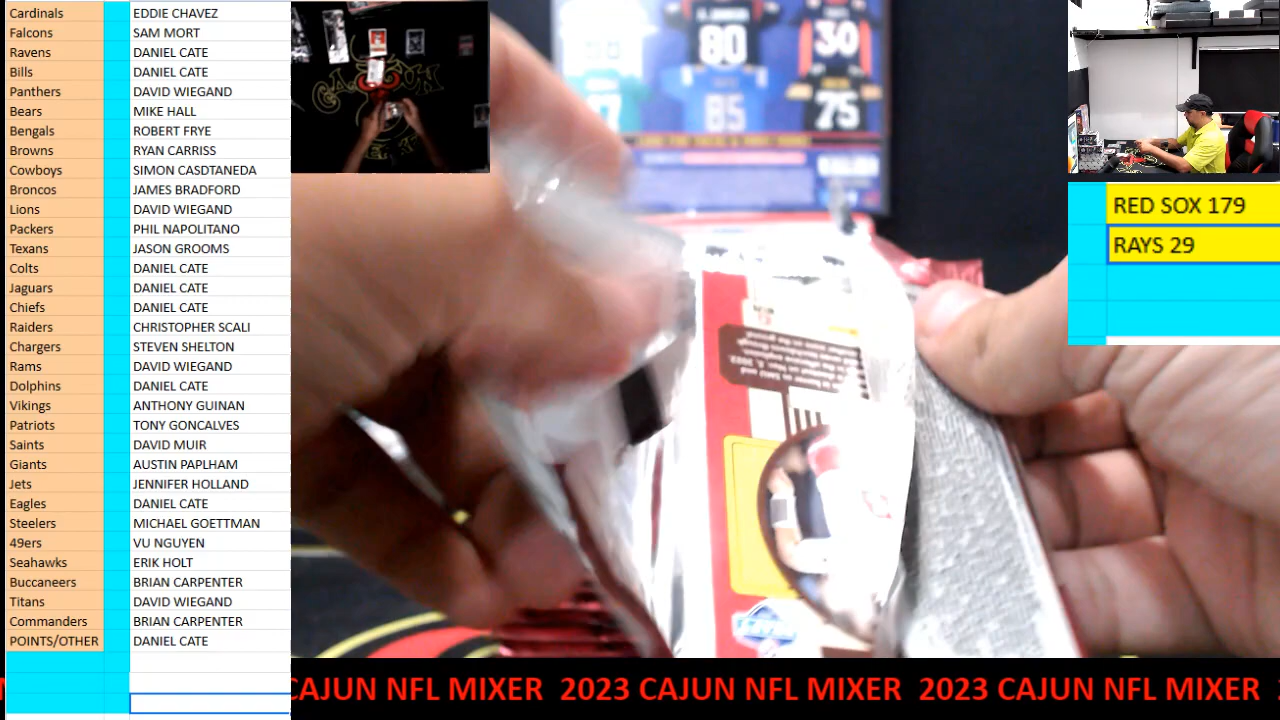 Cardinals EDDIE CHAVEZ
Falcons SAM MORT
Ravens DANIEL CATE
Bills DANIEL CATE
Panthers DAVID WIEGAND
Bears MIKE HALL
Bengals ROBERT FRYE
Browns RYAN CARRISS
Cowboys SIMON CASDTANEDA
Broncos JAMES BRADFORD
Lions DAVID WIEGAND
Packers PHIL NAPOLITANO
Texans JASON GROOMS
Colts DANIEL CATE
Jaguars DANIEL CATE
Chiefs DANIEL CATE
Raiders CHRISTOPHER SCALI
Chargers STEVEN SHELTON
Rams DAVID WIEGAND
Dolphins DANIEL CATE
Vikings ANTHONY GUINAN
Patriots TONY GONCALVES
Saints DAVID MUIR
Giants AUSTIN PAPLHAM
Jets JENNIFER HOLLAND
Eagles DANIEL CATE
Steelers MICHAEL GOETTMAN
49ers VU NGUYEN
Seahawks ERIK HOLT
Buccaneers BRIAN CARPENTER
Titans DAVID WIEGAND
Commanders BRIAN CARPENTER
POINTS/OTHER DANIEL CATE
80
30
85
75
RED SOX 179
RAYS 29
CAJUN NFL MIXER 2023 CAJUN NFL MIXER 2023 CAJUN NFL MIXER